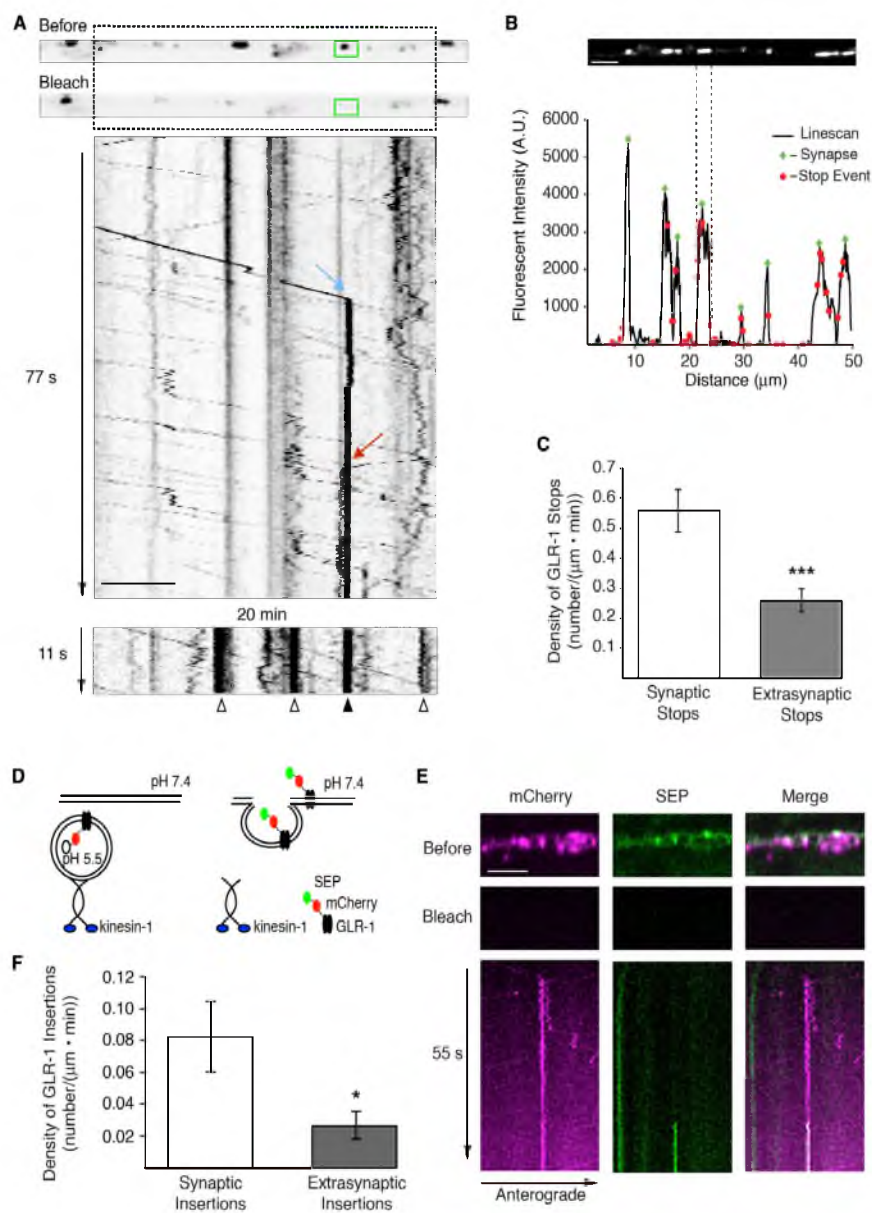 A
Before
Bleach
77 s
20 min
11 s
B
Fluorescent Intensity (A.U.)
6000
5000
4000
3000
2000
1000
Linescan
Synapse
Stop Event
10 20 30 40 50
Distance (µm)
C
Density of GLR-1 Stops
(number/(µm • min))
0.7
0.6
0.5
0.4
0.3
0.2
0.1
***
Synaptic
Stops
Extrasynaptic
Stops
D
pH 7.4
pH 5.5
kinesin-1
pH 7.4
kinesin-1
SEP
mCherry
GLR-1
E
mCherry SEP Merge
Before
Bleach
55 s
Anterograde
F
Density of GLR-1 Insertions
(number/(µm • min))
0.12
0.10
0.08
0.06
0.04
0.02
*
Synaptic
Insertions
Extrasynaptic
Insertions